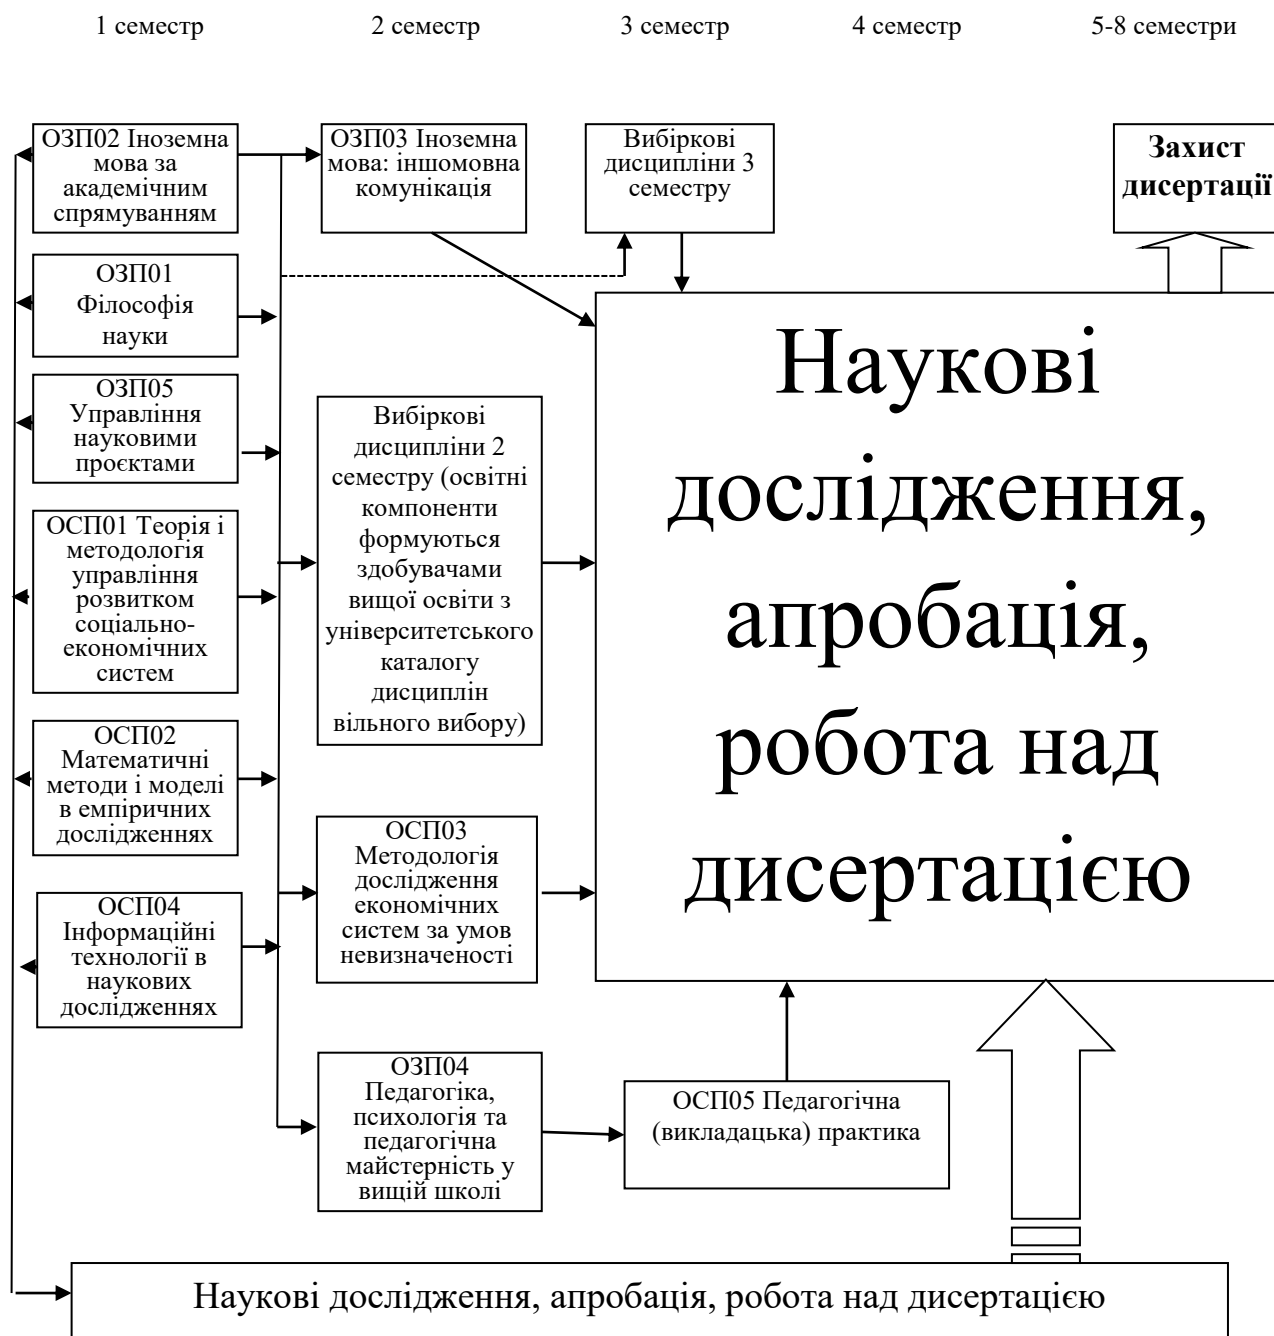 1 семестр
2 семестр
3 семестр
4 семестр
5-8 семестри
ОЗП02 Іноземна
мова за
академічним
спрямуванням
ОЗП03 Іноземна
мова: іншомовна
комунікація
Вибіркові
дисципліни 3
семестру
Захист
дисертації
ОЗП01
Філософія
науки
ОЗП05
Управління
науковими
проєктами
ОСП01 Теорія і
методологія
управління
розвитком
соціально-
економічних
систем
ОСП02
Математичні
методи і моделі
в емпіричних
дослідженнях
ОСП04
Інформаційні
технології в
наукових
дослідженнях
Вибіркові
дисципліни 2
семестру (освітні
компоненти
формуються
здобувачами
вищої освіти з
університетського
каталогу
дисциплін
вільного вибору)
ОСП03
Методологія
дослідження
економічних
систем за умов
невизначеності
ОЗП04
Педагогіка,
психологія та
педагогічна
майстерність у
вищій школі
Наукові
дослідження,
апробація,
робота над
дисертацією
ОСП05 Педагогічна
(викладацька) практика
Наукові дослідження, апробація, робота над дисертацією